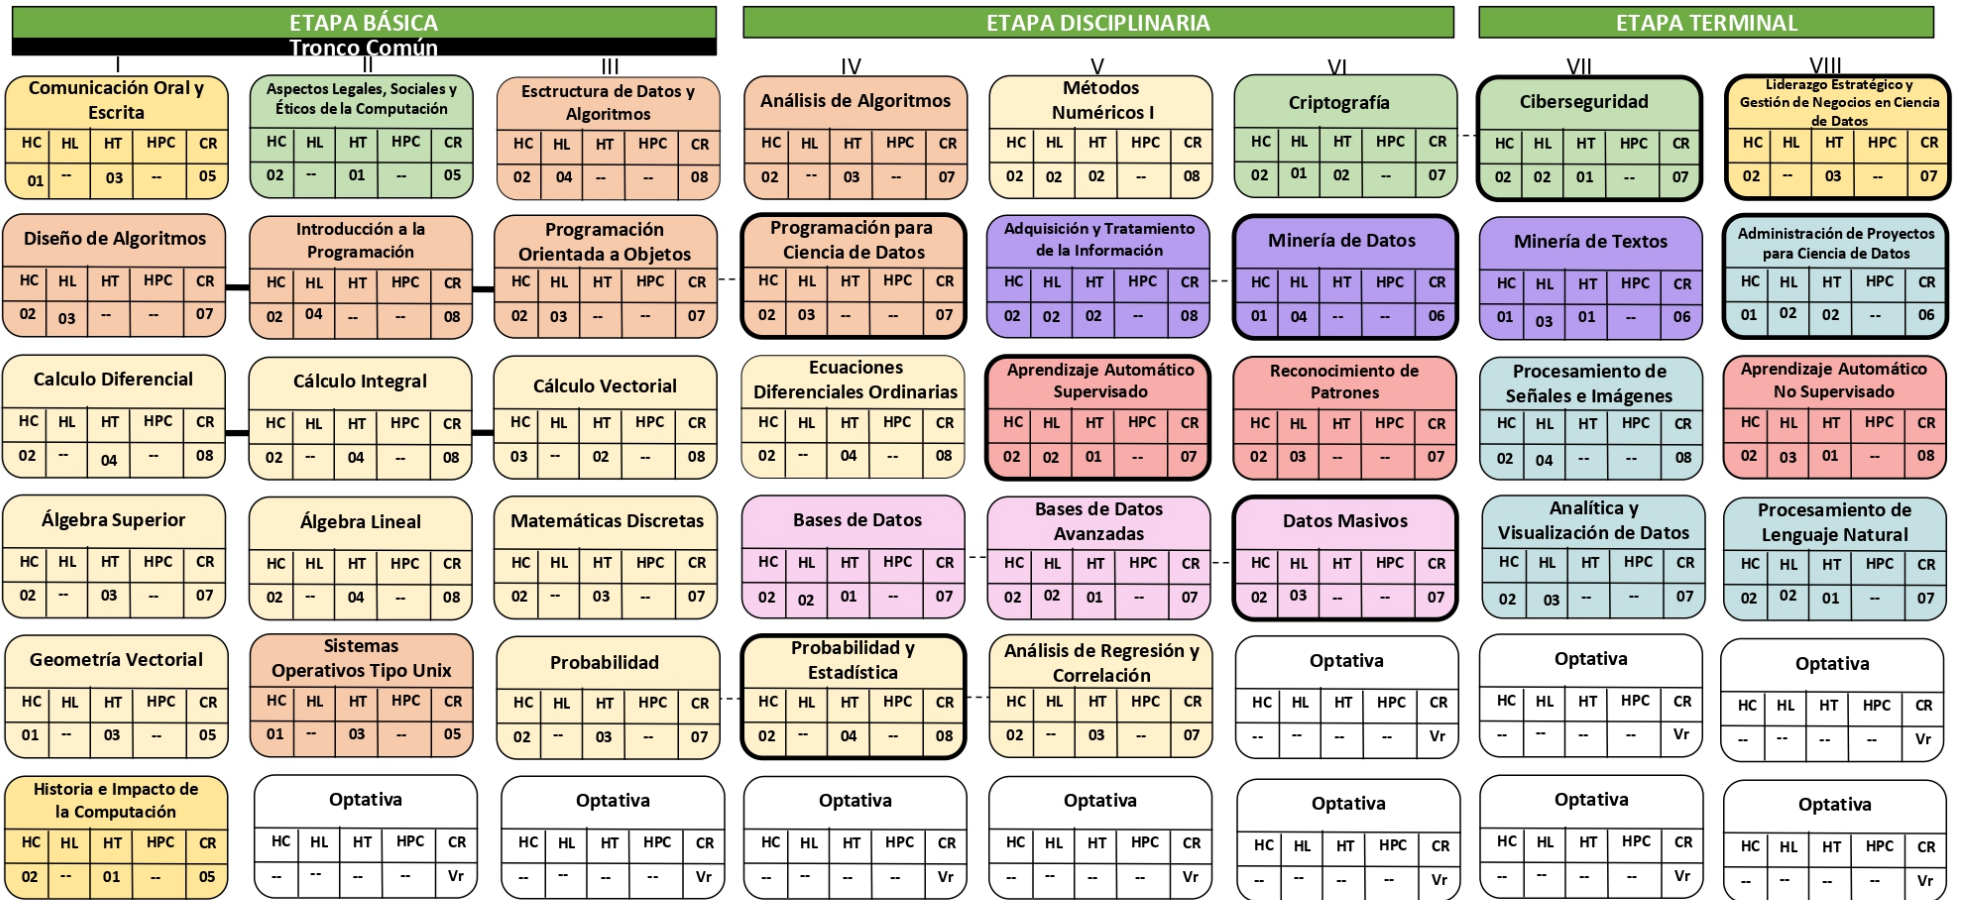 ETAPA BÁSICA
Tronco Común
ETAPA DISCIPLINARIA
ETAPA TERMINAL
I
II
III
IV
V
VI
VII
VIII
Comunicación Oral y
Escrita
HC HL HT HPC CR
01 -- 03 -- 05
Aspectos Legales, Sociales y
Éticos de la Computación
HC HL HT HPC CR
02 -- 01 -- 05
Esctructura de Datos y
Algoritmos
HC HL HT HPC CR
02 04 -- -- 08
Análisis de Algoritmos
HC HL HT HPC CR
02 -- 03 -- 07
Métodos
Numéricos I
HC HL HT HPC CR
02 02 02 -- 08
Criptografía
HC HL HT HPC CR
02 01 02 -- 07
Ciberseguridad
HC HL HT HPC CR
02 02 01 -- 07
Liderazgo Estratégico y
Gestión de Negocios en Ciencia
de Datos
HC HL HT HPC CR
02 -- 03 -- 07
Diseño de Algoritmos
HC HL HT HPC CR
02 03 -- -- 07
Introducción a la
Programación
HC HL HT HPC CR
02 04 -- -- 08
Programación
Orientada a Objetos
HC HL HT HPC CR
02 03 -- -- 07
Programación para
Ciencia de Datos
HC HL HT HPC CR
02 03 -- -- 07
Adquisición y Tratamiento
de la Información
HC HL HT HPC CR
02 02 02 -- 08
Minería de Datos
HC HL HT HPC CR
01 04 -- -- 06
Minería de Textos
HC HL HT HPC CR
01 03 01 -- 06
Administración de Proyectos
para Ciencia de Datos
HC HL HT HPC CR
01 02 02 -- 06
Calculo Diferencial
HC HL HT HPC CR
02 -- 04 -- 08
Cálculo Integral
HC HL HT HPC CR
02 -- 04 -- 08
Cálculo Vectorial
HC HL HT HPC CR
03 -- 02 -- 08
Ecuaciones
Diferenciales Ordinarias
HC HL HT HPC CR
02 -- 04 -- 08
Aprendizaje Automático
Supervisado
HC HL HT HPC CR
02 02 01 -- 07
Reconocimiento de
Patrones
HC HL HT HPC CR
02 03 -- -- 07
Procesamiento de
Señales e Imágenes
HC HL HT HPC CR
02 04 -- -- 08
Aprendizaje Automático
No Supervisado
HC HL HT HPC CR
02 03 01 -- 08
Álgebra Superior
HC HL HT HPC CR
02 -- 03 -- 07
Álgebra Lineal
HC HL HT HPC CR
02 -- 04 -- 08
Matemáticas Discretas
HC HL HT HPC CR
02 -- 03 -- 07
Bases de Datos
HC HL HT HPC CR
02 02 01 -- 07
Bases de Datos
Avanzadas
HC HL HT HPC CR
02 02 01 -- 07
Datos Masivos
HC HL HT HPC CR
02 03 -- -- 07
Analítica y
Visualización de Datos
HC HL HT HPC CR
02 03 -- -- 07
Procesamiento de
Lenguaje Natural
HC HL HT HPC CR
02 02 01 -- 07
Geometría Vectorial
HC HL HT HPC CR
01 -- 03 -- 05
Sistemas
Operativos Tipo Unix
HC HL HT HPC CR
01 -- 03 -- 05
Probabilidad
HC HL HT HPC CR
02 -- 03 -- 07
Probabilidad y
Estadística
HC HL HT HPC CR
02 -- 04 -- 08
Análisis de Regresión y
Correlación
HC HL HT HPC CR
02 -- 03 -- 07
Optativa
HC HL HT HPC CR
-- -- -- -- Vr
Optativa
HC HL HT HPC CR
-- -- -- -- Vr
Optativa
HC HL HT HPC CR
-- -- -- -- Vr
Historia e Impacto de
la Computación
HC HL HT HPC CR
02 -- 01 -- 05
Optativa
HC HL HT HPC CR
-- -- -- -- Vr
Optativa
HC HL HT HPC CR
-- -- -- -- Vr
Optativa
HC HL HT HPC CR
-- -- -- -- Vr
Optativa
HC HL HT HPC CR
-- -- -- -- Vr
Optativa
HC HL HT HPC CR
-- -- -- -- Vr
Optativa
HC HL HT HPC CR
-- -- -- -- Vr
Optativa
HC HL HT HPC CR
-- -- -- -- Vr